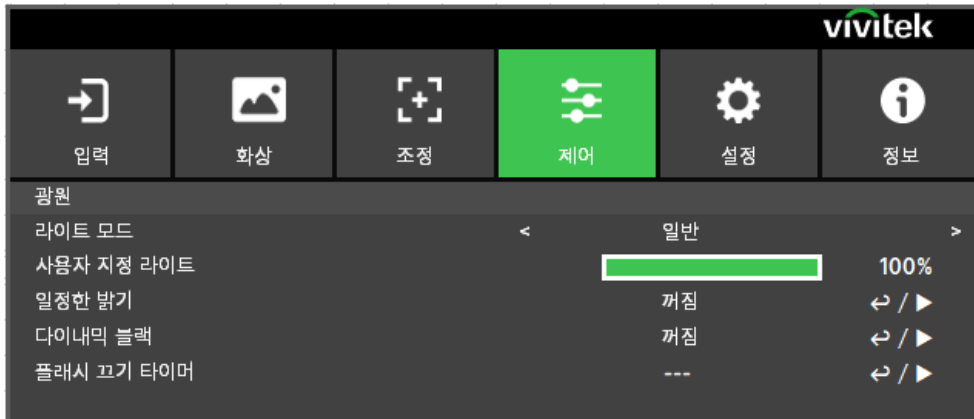 vivitek
입력 화상 조정 제어 설정 정보
광원
라이트 모드 < 일반 >
사용자 지정 라이트 100%
일정한 밝기 꺼짐 ↩ / ▶
다이내믹 블랙 꺼짐 ↩ / ▶
플래시 끄기 타이머 --- ↩ / ▶